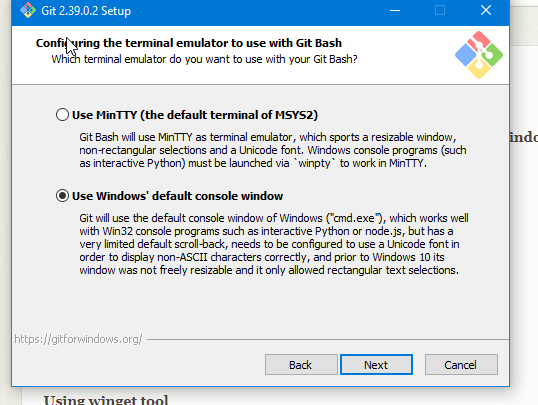 Git 2.39.0.2 Setup
Configuring the terminal emulator to use with Git Bash
Which terminal emulator do you want to use with your Git Bash?
Use MinTTY (the default terminal of MSYS2)
Git Bash will use MinTTY as terminal emulator, which sports a resizable window,
non-rectangular selections and a Unicode font. Windows console programs (such
as interactive Python) must be launched via `winpty` to work in MinTTY.
Use Windows' default console window
Git will use the default console window of Windows ("cmd.exe"), which works well
with Win32 console programs such as interactive Python or node.js, but has a
very limited default scroll-back, needs to be configured to use a Unicode font in
order to display non-ASCII characters correctly, and prior to Windows 10 its
window was not freely resizable and it only allowed rectangular text selections.
https://gitforwindows.org/
Back
Next
Cancel
Using winget tool